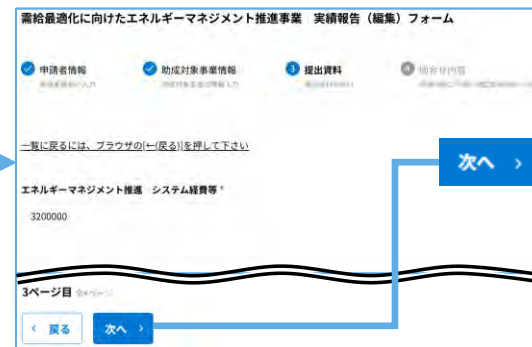 需給最適化に向けたエネルギーマネジメント推進事業　実績報告（編集）フォーム
申請者情報
助成対象事業情報
3 提出資料
4
一覧に戻るには、ブラウザの[←(戻る)]を押して下さい
次へ ＞
エネルギーマネジメント推進　システム経費等*
3200000
3ページ目
＜ 戻る
次へ ＞